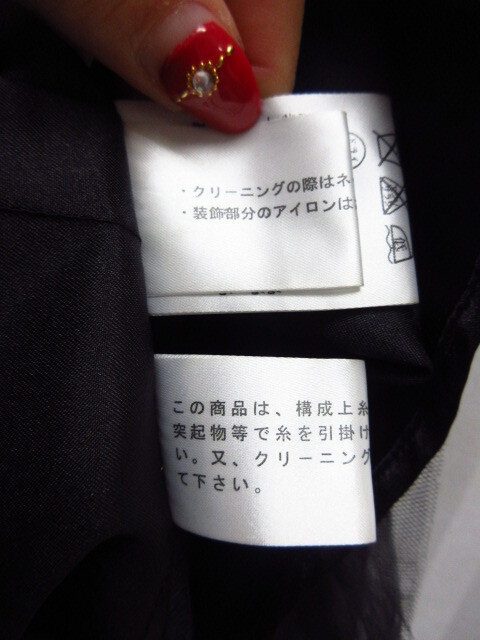 ・クリーニングの際はネ
・装飾部分のアイロンは
この商品は、構成上糸
突起物等で糸を引掛け
い。又、クリーニング
て下さい。